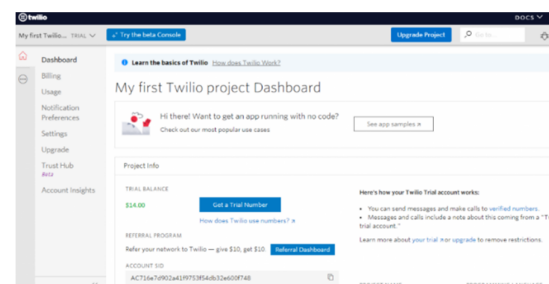 twilio
DOCS
My first Twilio... TRIAL
Try the beta Console
Upgrade Project
Go to...
Dashboard
Billing
Usage
Notification
Preferences
Settings
Upgrade
Trust Hub
Beta
Account Insights
Learn the basics of Twilio How does Twilio Work?
My first Twilio project Dashboard
Hi there! Want to get an app running with no code?
Check out our most popular use cases
See app samples
Project Info
TRIAL BALANCE
$14.00
Get a Trial Number
How does Twilio use numbers?
REFERRAL PROGRAM
Refer your network to Twilio — give $10, get $10
Referral Dashboard
ACCOUNT SID
Here's how your Twilio Trial account works:
• You can send messages and
make calls to verified numbers.
• Messages and calls include a note about this coming from a "T
trial account."
Learn more about your trial or upgrade to remove restrictions.